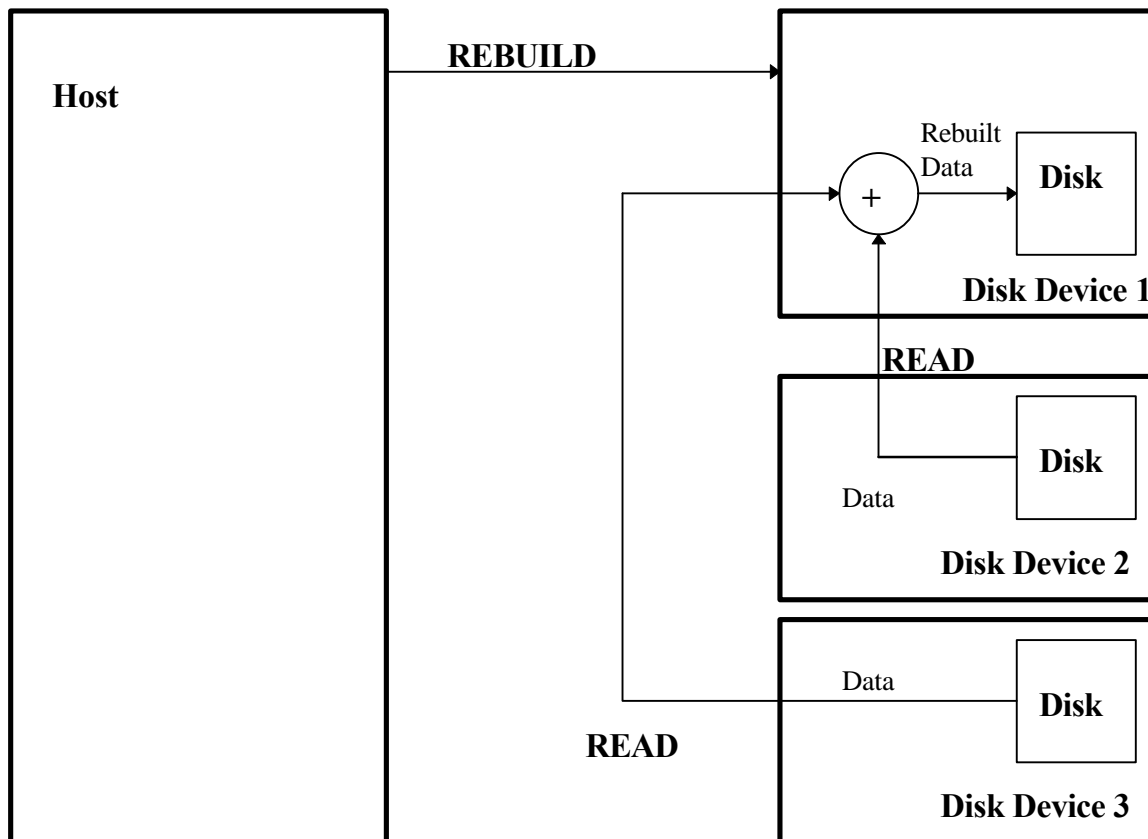 REBUILD
Host
Rebuilt
Data
Disk
+
Disk Device 1
READ
Disk
Data
Disk Device 2
Data
Disk
READ
Disk Device 3